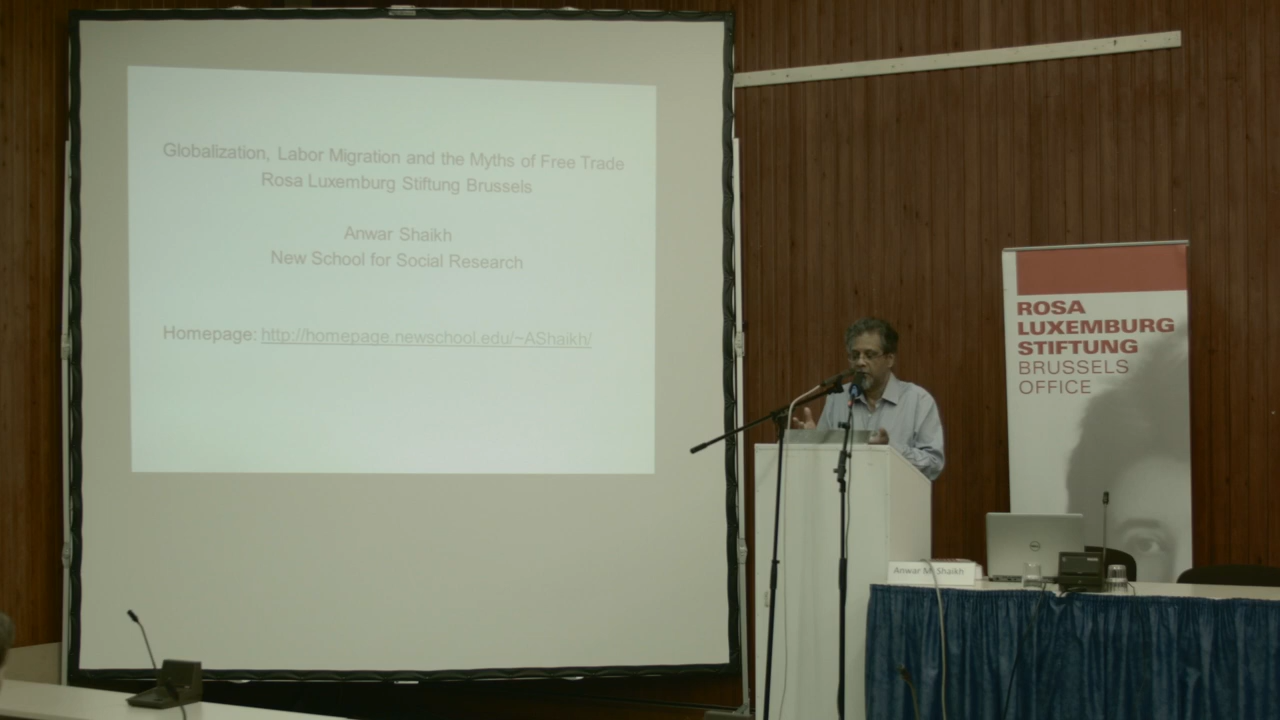 Globalization, Labor Migration and the Myths of Free Trade
Rosa Luxemburg Stiftung Brussels
Anwar Shaikh
New School for Social Research
Homepage: http://homepage.newschool.edu/~AShaikh/
ROSA
LUXEMBURG
STIFTUNG
BRUSSELS
OFFICE
Anwar M. Shaikh
DELL